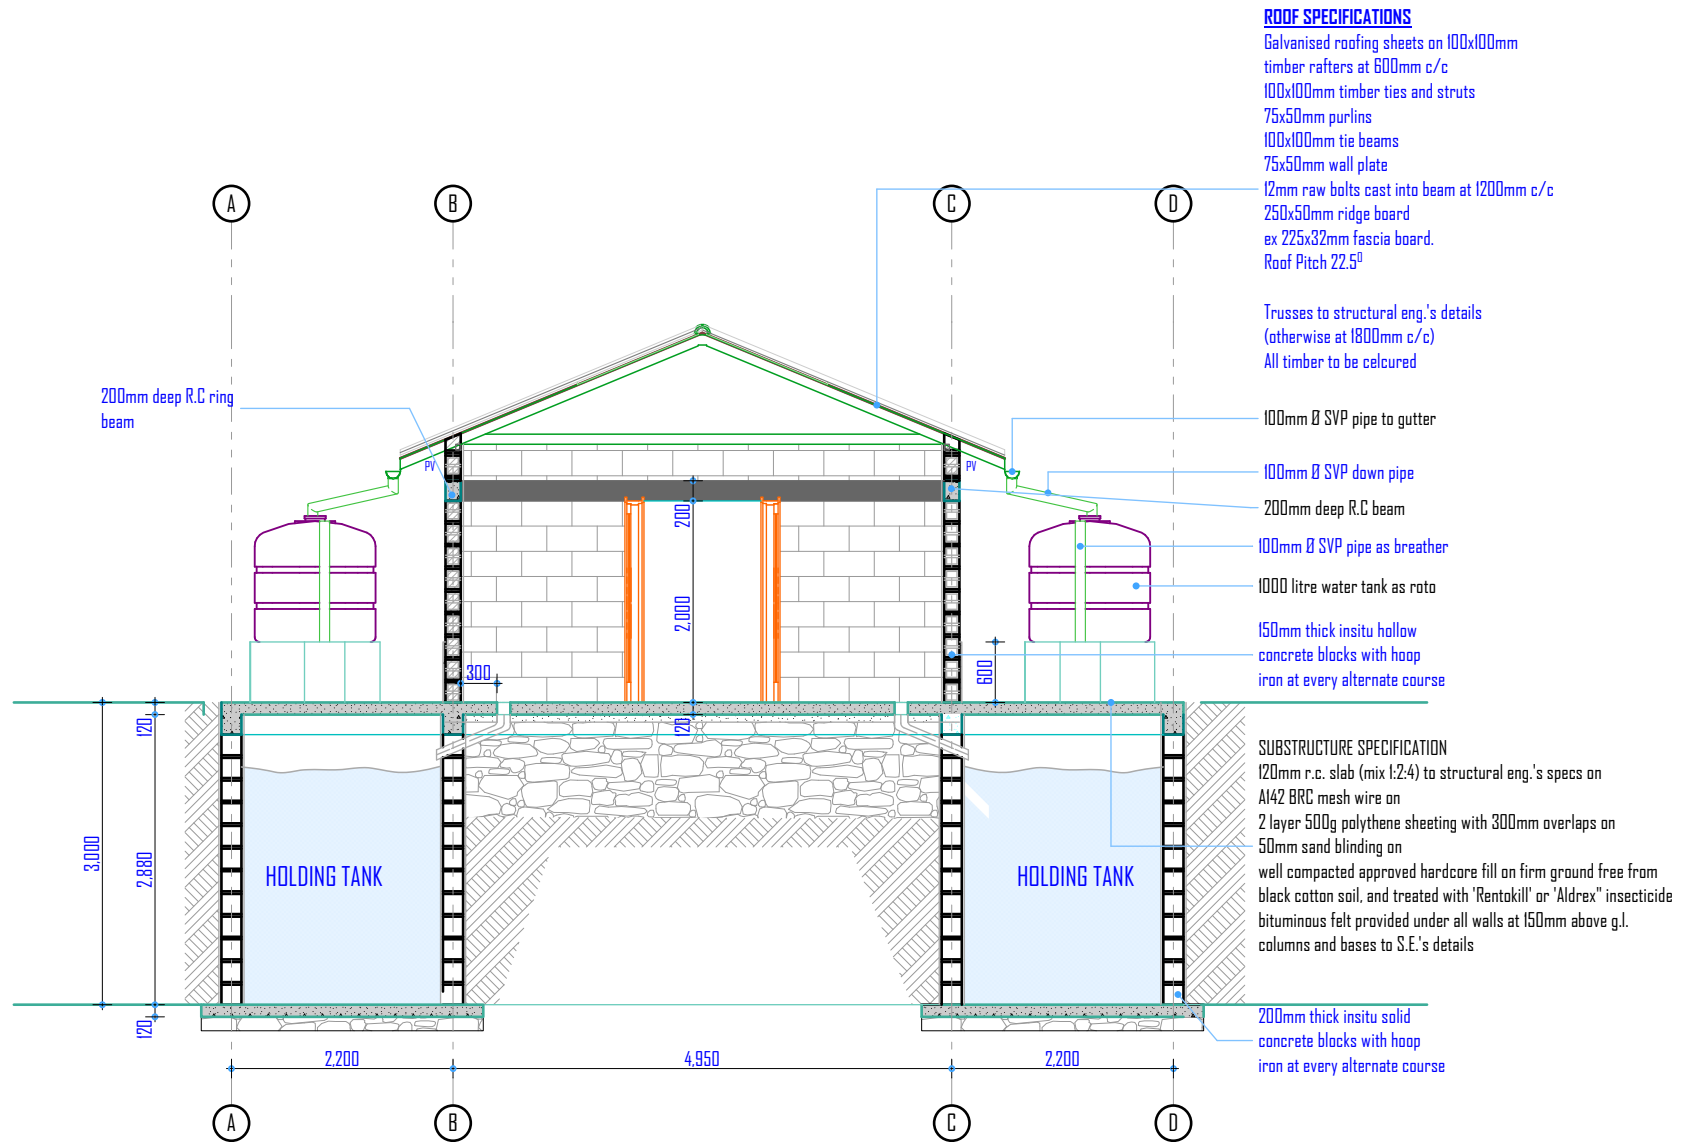 ROOF SPECIFICATIONS
Galvanised roofing sheets on 100x100mm
timber rafters at 600mm c/c
100x100mm timber ties and struts
75x50mm purlins
100x100mm tie beams
75x50mm wall plate
12mm raw bolts cast into beam at 1200mm c/c
250x50mm ridge board
ex 225x32mm fascia board.
Roof Pitch 22.5⁰
A
B
C
D
Trusses to structural eng.'s details
(otherwise at 1800mm c/c)
All timber to be celcured
200mm deep R.C ring
beam
100mm Ø SVP pipe to gutter
PV
PV
100mm Ø SVP down pipe
200mm deep R.C beam
200
100mm Ø SVP pipe as breather
1000 litre water tank as roto
2,000
150mm thick insitu hollow
concrete blocks with hoop
iron at every alternate course
300
600
120
120
SUBSTRUCTURE SPECIFICATION
120mm r.c. slab (mix 1:2:4) to structural eng.'s specs on
A142 BRC mesh wire on
2 layer 500g polythene sheeting with 300mm overlaps on
50mm sand blinding on
well compacted approved hardcore fill on firm ground free from
black cotton soil, and treated with 'Rentokill' or 'Aldrex" insecticide
bituminous felt provided under all walls at 150mm above g.l.
columns and bases to S.E.'s details
3,000
2,880
HOLDING TANK
HOLDING TANK
120
200mm thick insitu solid
concrete blocks with hoop
iron at every alternate course
2,200
4,950
2,200
A
B
C
D